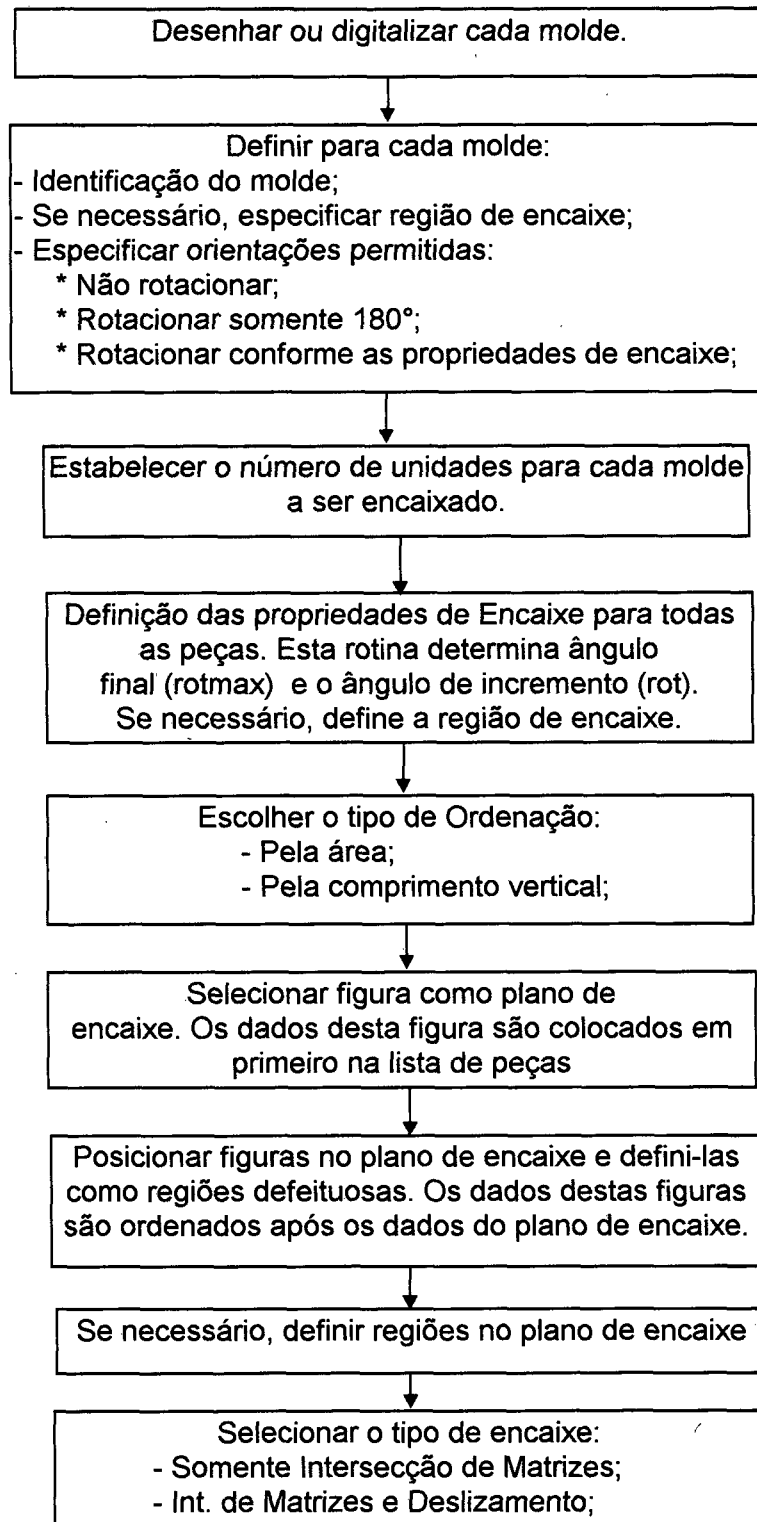 Desenhar ou digitalizar cada molde.
Definir para cada molde:
- Identificação do molde;
- Se necessário, especificar região de encaixe;
- Especificar orientações permitidas:
* Não rotacionar;
* Rotacionar somente 180°;
* Rotacionar conforme as propriedades de encaixe;
Estabelecer o número de unidades para cada molde
a ser encaixado.
Definição das propriedades de Encaixe para todas
as peças. Esta rotina determina ângulo
final (rotmax) e o ângulo de incremento (rot).
Se necessário, define a região de encaixe.
Escolher o tipo de Ordenação:
- Pela área;
- Pela comprimento vertical;
Selecionar figura como plano de
encaixe. Os dados desta figura são colocados em
primeiro na lista de peças
Posicionar figuras no plano de encaixe e defini-las
como regiões defeituosas. Os dados destas figuras
são ordenados após os dados do plano de encaixe.
Se necessário, definir regiões no plano de encaixe
Selecionar o tipo de encaixe:
- Somente Intersecção de Matrizes;
- Int. de Matrizes e Deslizamento;